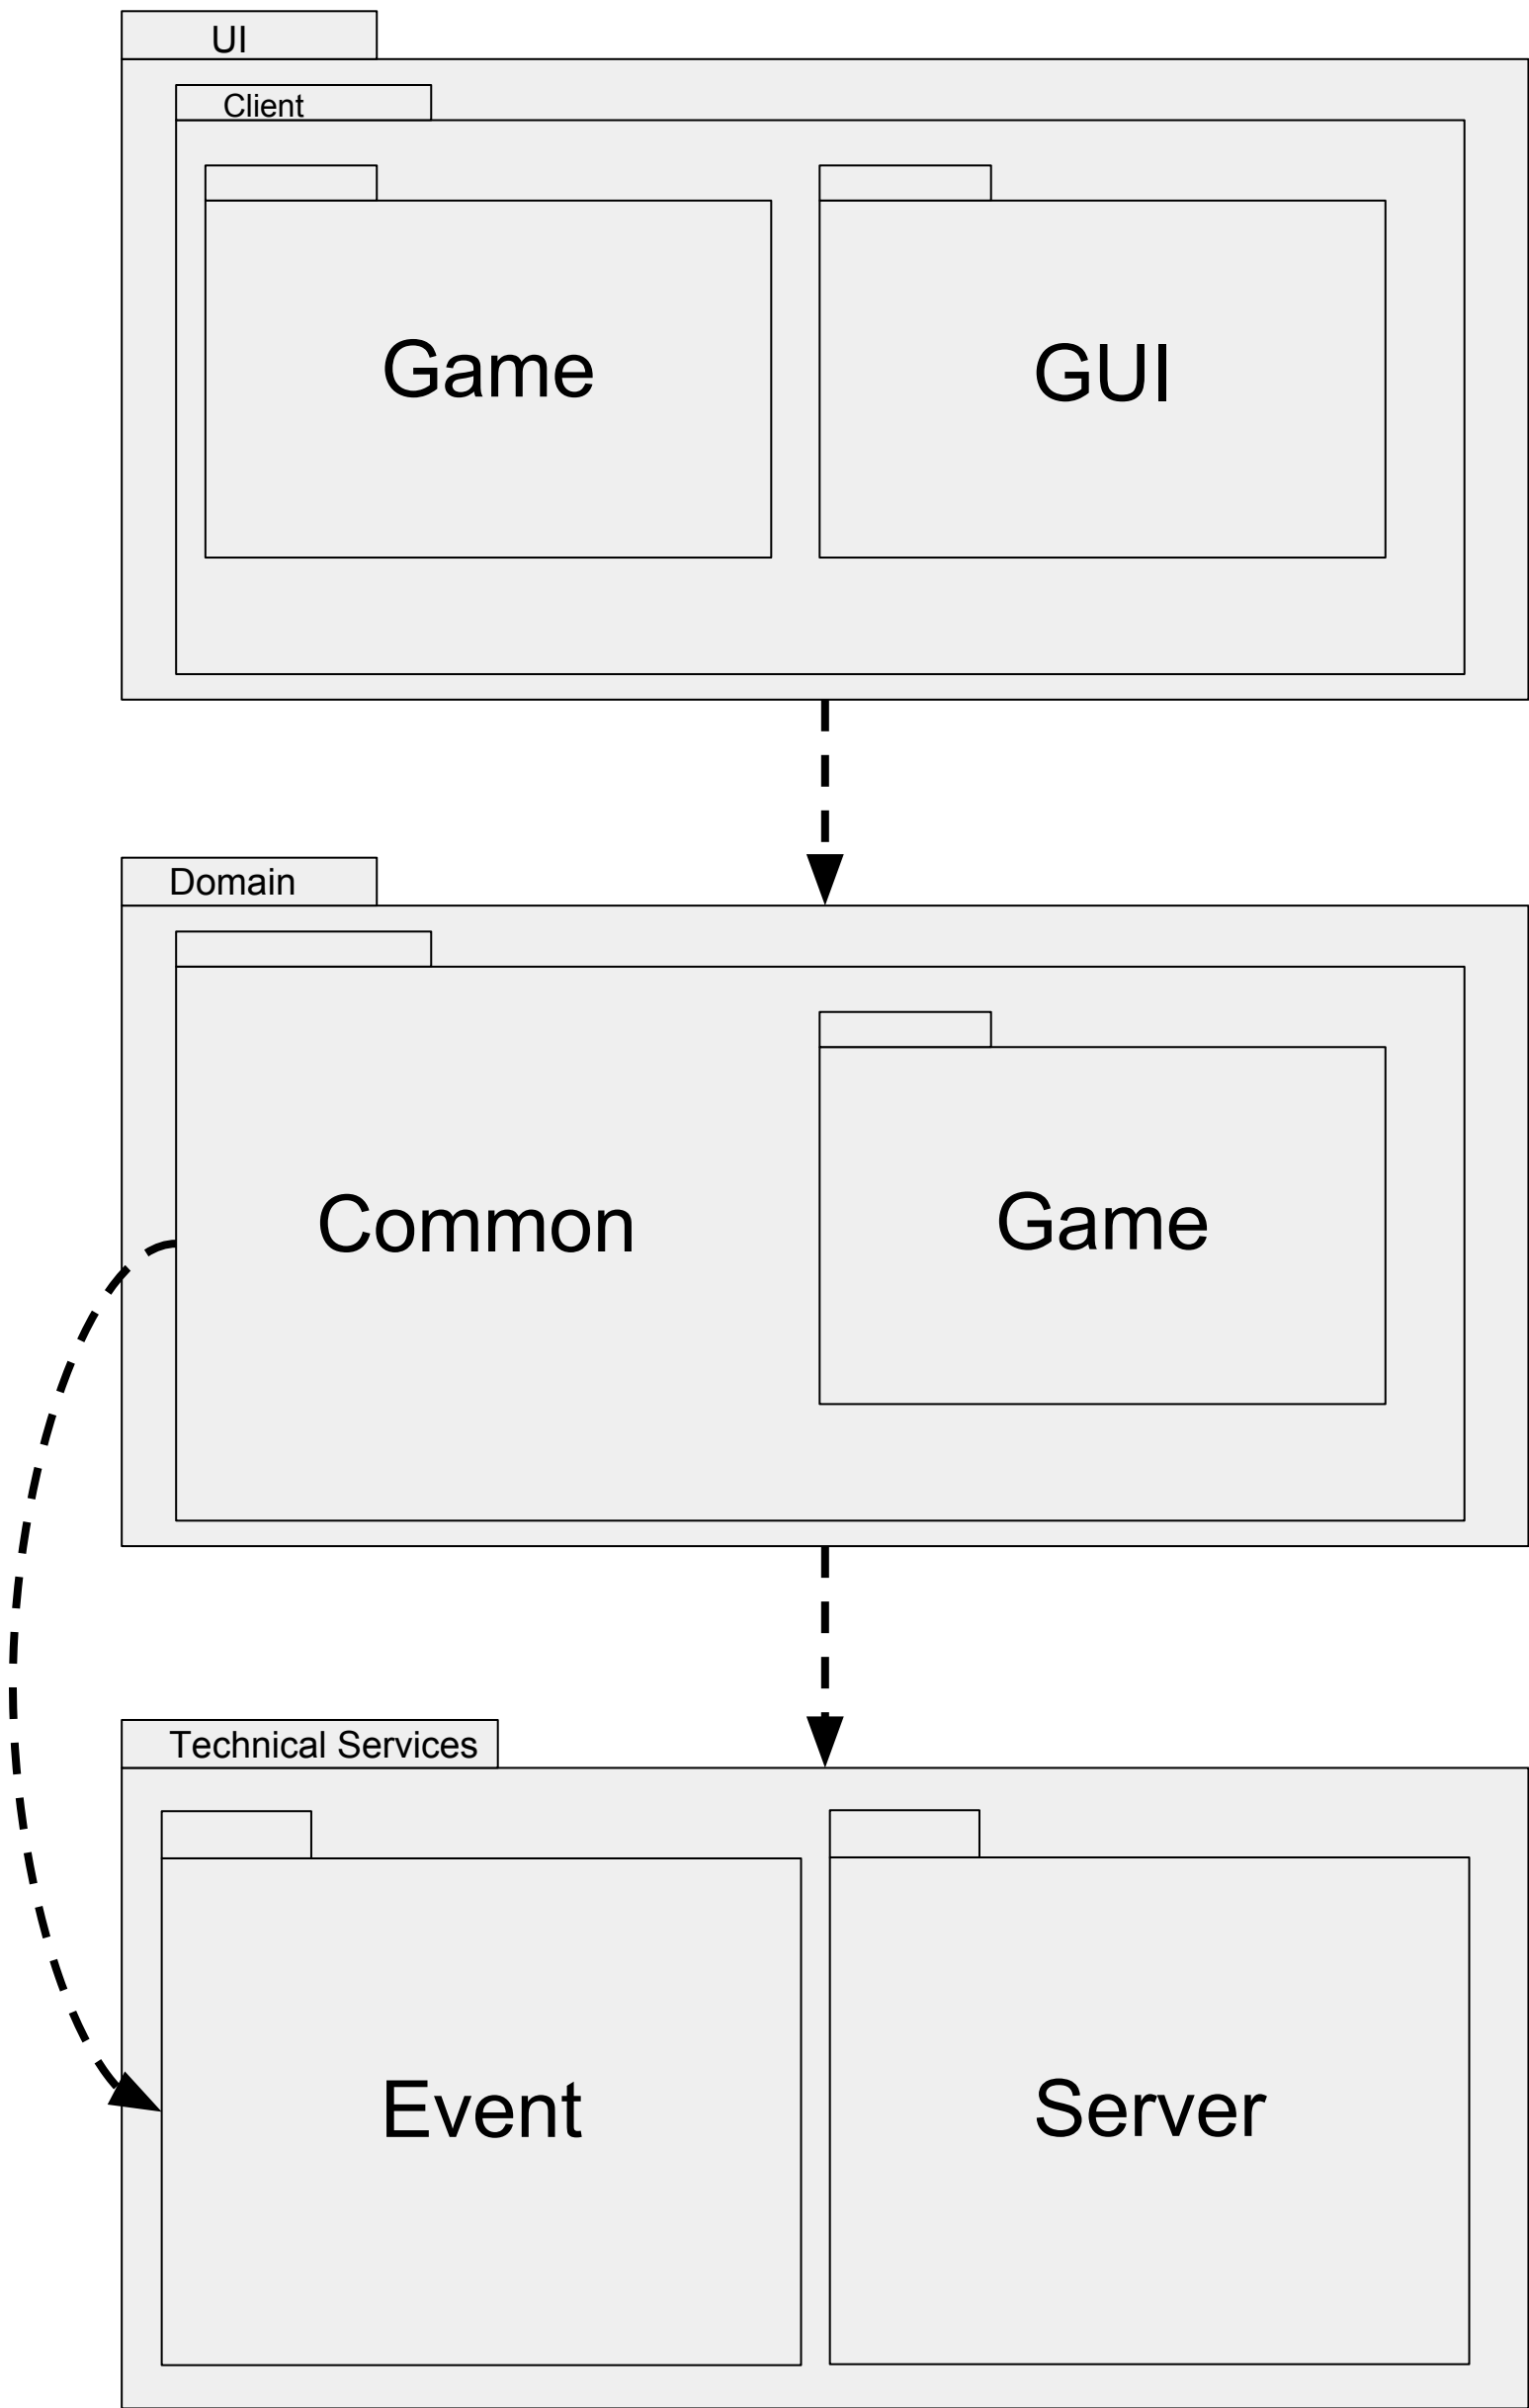 UI
Client
Game
GUI
Domain
Common
Game
Technical Services
Event
Server